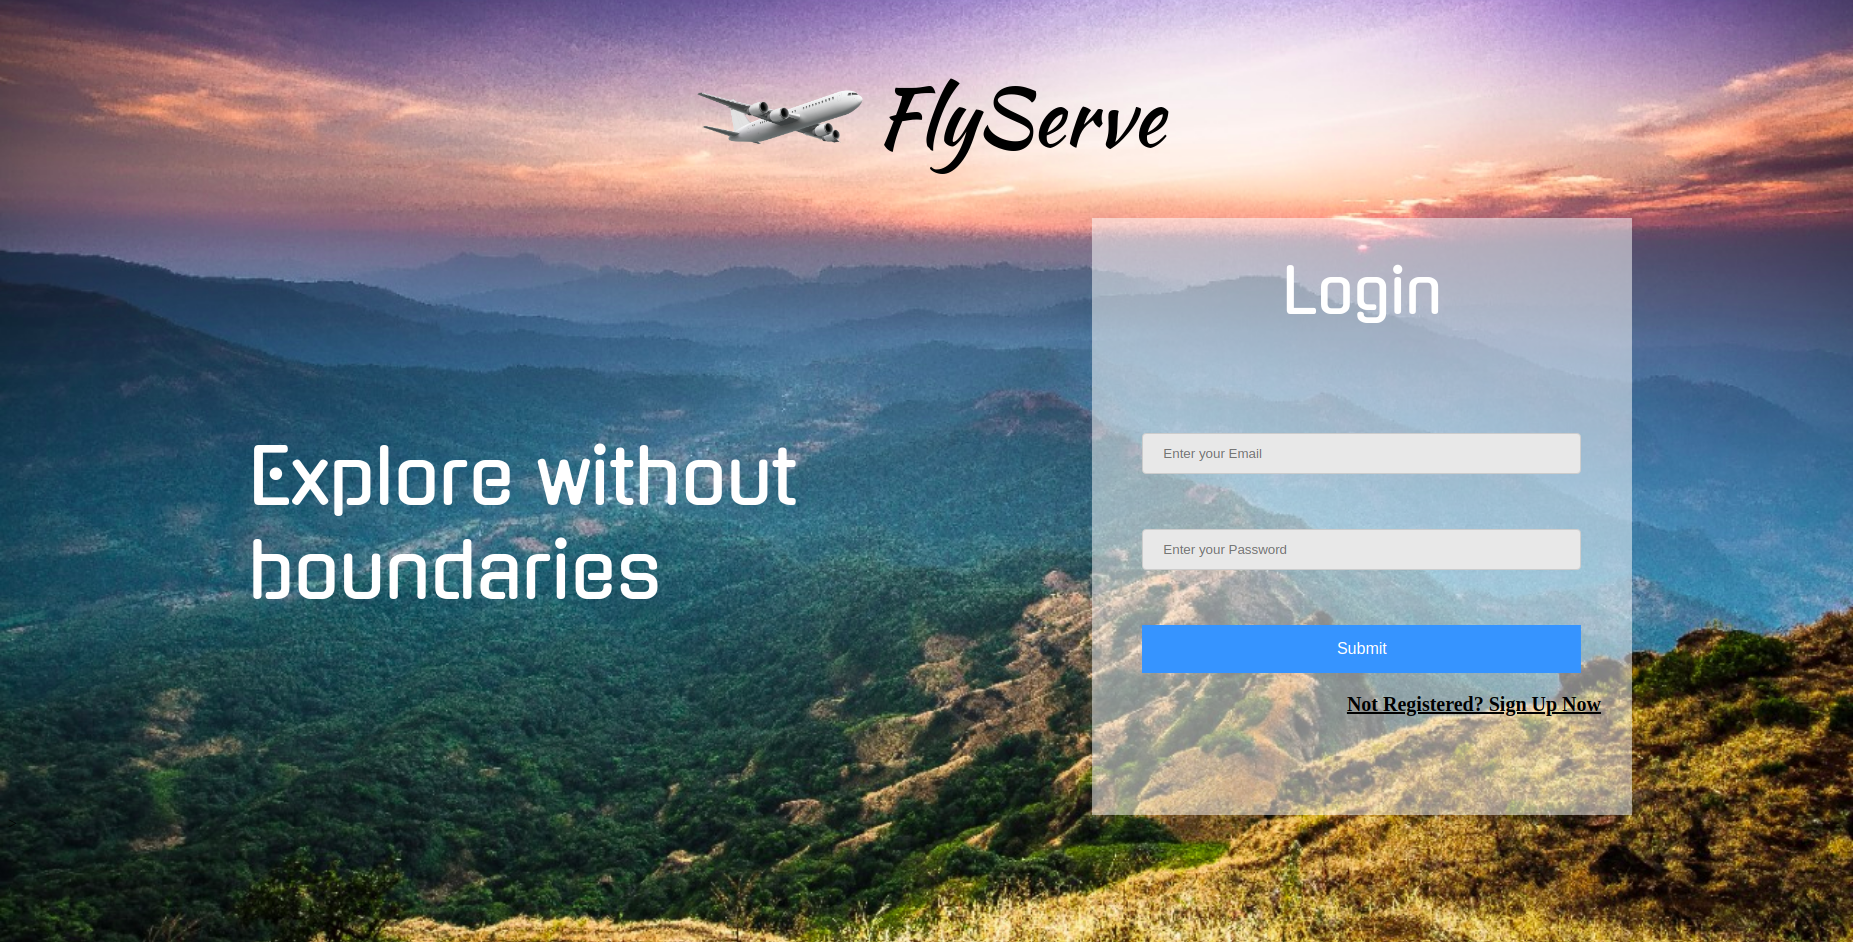 FlyServe
Login
Explore without
boundaries
Enter your Email
Enter your Password
Submit
Not Registered? Sign Up Now